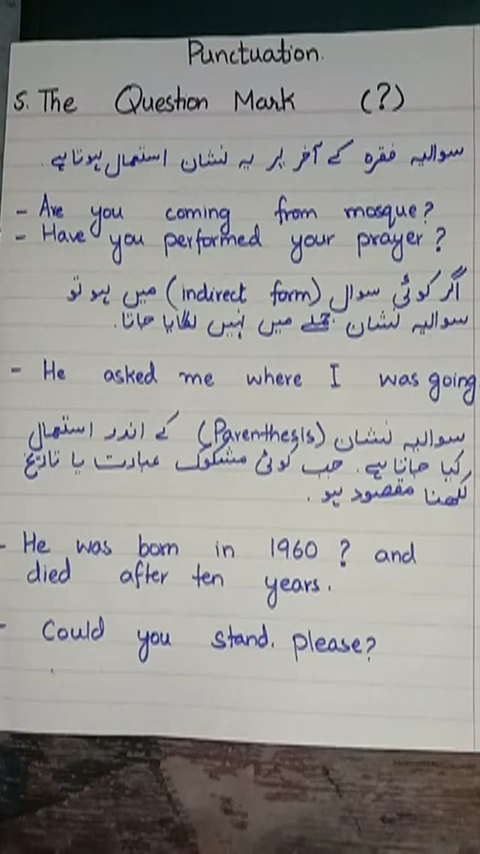 Punctuation.
5. The Question Mark (?)
سوالیہ فقرہ کے آخر پر یہ نشان استعمال ہوتا ہے.
- Are you coming from mosque?
- Have you performed your prayer?
اگر کوئی سوال (indirect form) میں ہو تو
سوالیہ نشان جملے میں نہیں لگایا جاتا.
- He asked me where I was going
سوالیہ نشان (Parenthesis) کے اندر استعمال
کیا جاتا ہے. جب کوئی مشکوک عبادت یا تاریخ
لکھنا مقصود ہو.
- He was born in 1960 ? and
died after ten years.
- Could you stand. please?